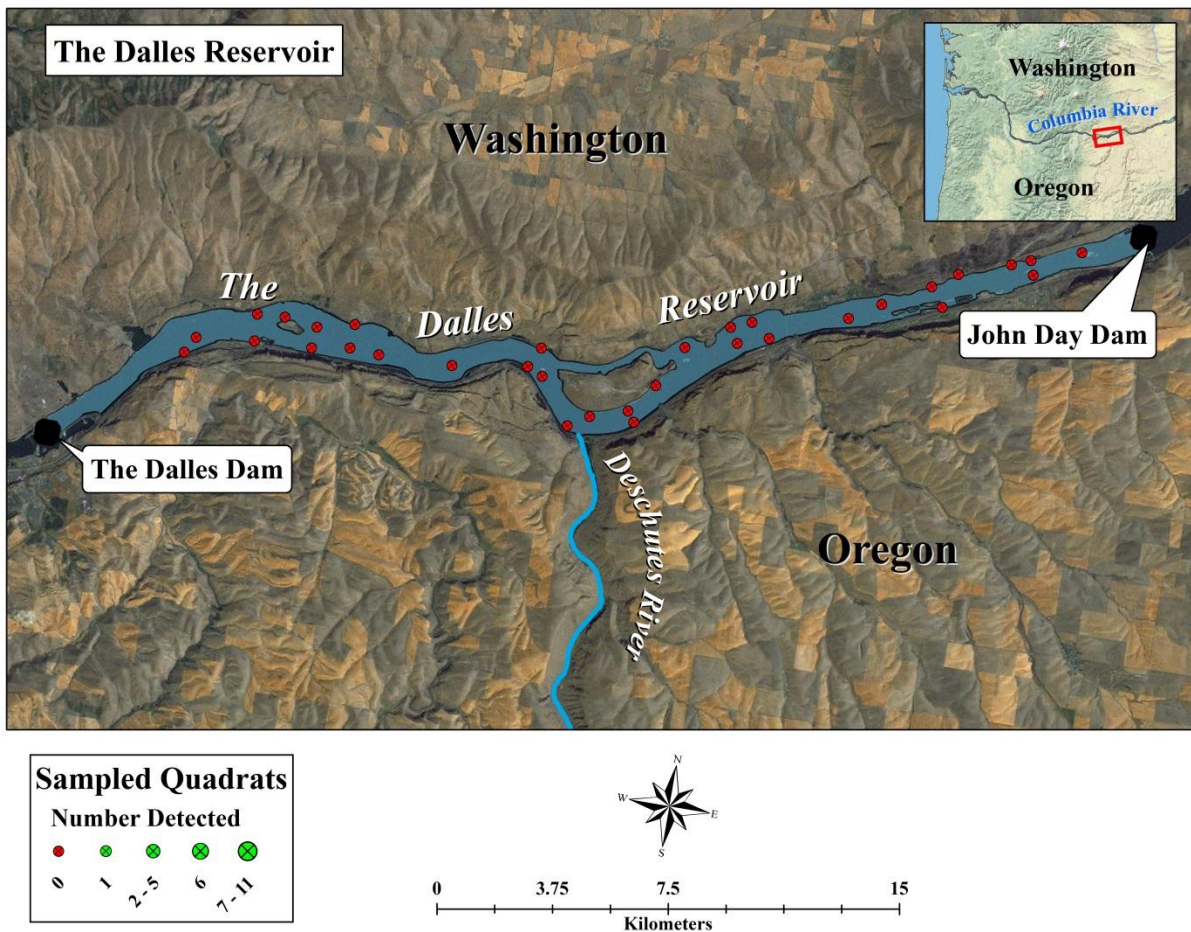 The Dalles Reservoir
Washington
Columbia River
Oregon
Washington
The Dalles Reservoir
John Day Dam
The Dalles Dam
Deschutes River
Oregon
Sampled Quadrats
Number Detected
0 1 2 - 5 6 7 - 11
N
W E
S
0 3.75 7.5 15
Kilometers